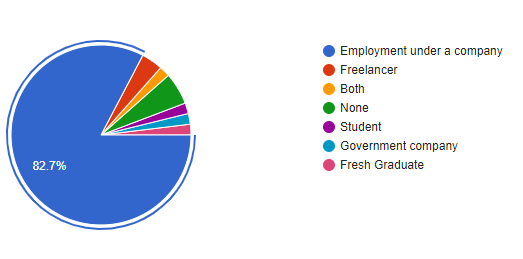 Employment under a company
Freelancer
Both
None
Student
Government company
Fresh Graduate
82.7%